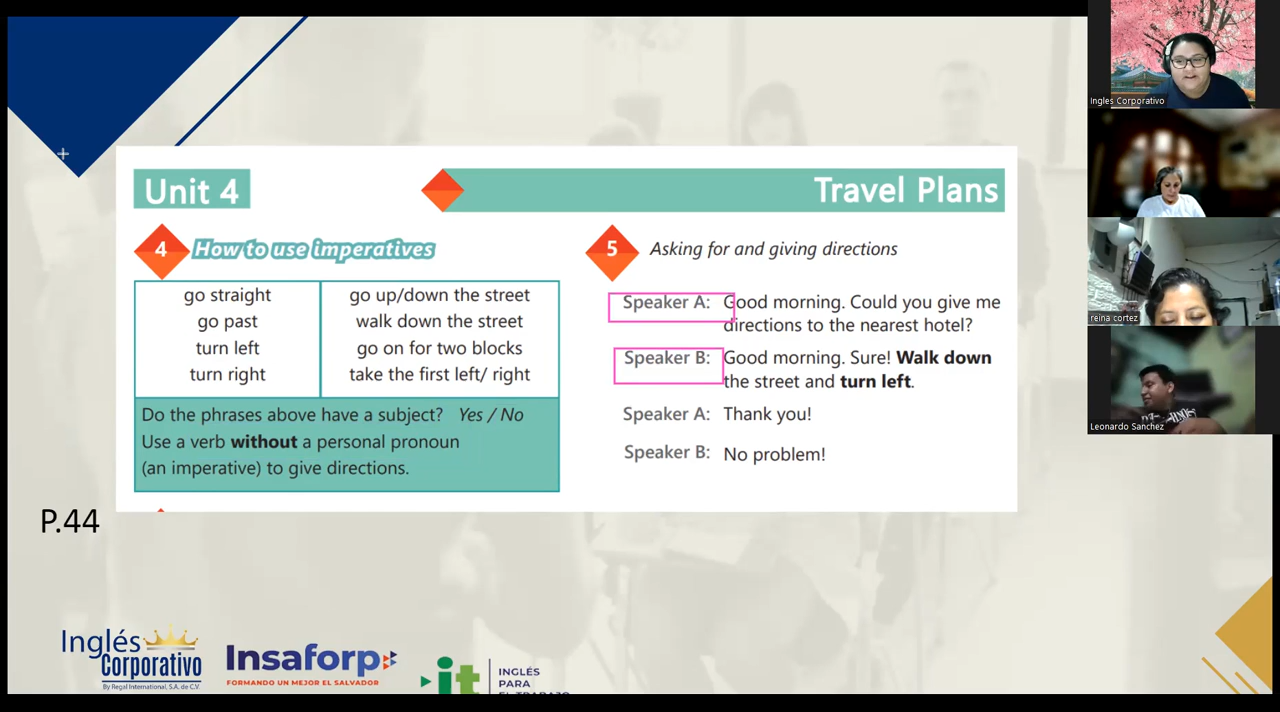 Unit 4
Travel Plans
4
How to use imperatives
go straight
go past
turn left
turn right
go up/down the street
walk down the street
go on for two blocks
take the first left/ right
Do the phrases above have a subject? Yes / No
Use a verb without a personal pronoun
(an imperative) to give directions.
5
Asking for and giving directions
Speaker A: Good morning. Could you give me
directions to the nearest hotel?
Speaker B: Good morning. Sure! Walk down
the street and turn left.
Speaker A: Thank you!
Speaker B: No problem!
P.44
Inglés
Corporativo
By Regal International, S.A. de C.V.
Insaforp
FORMANDO UN MEJOR EL SALVADOR
it
INGLÉS
PARA
EL TRABAJO
Ingles Corporativo
reina cortez
Leonardo Sanchez